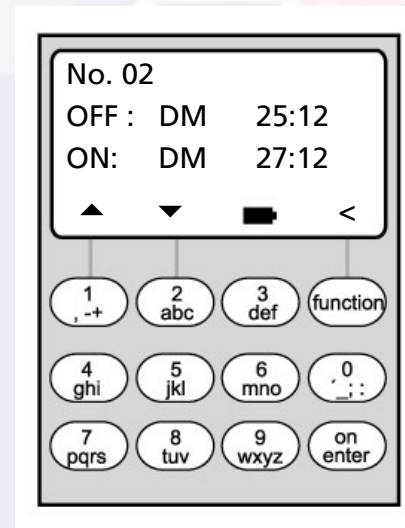 No. 02
OFF : DM 25:12
ON: DM 27:12
<
1 2 3 function
, -+ abc def
4 5 6 0
ghi jkl mno ´_; :
7 8 9 on
pqrs tuv wxyz enter